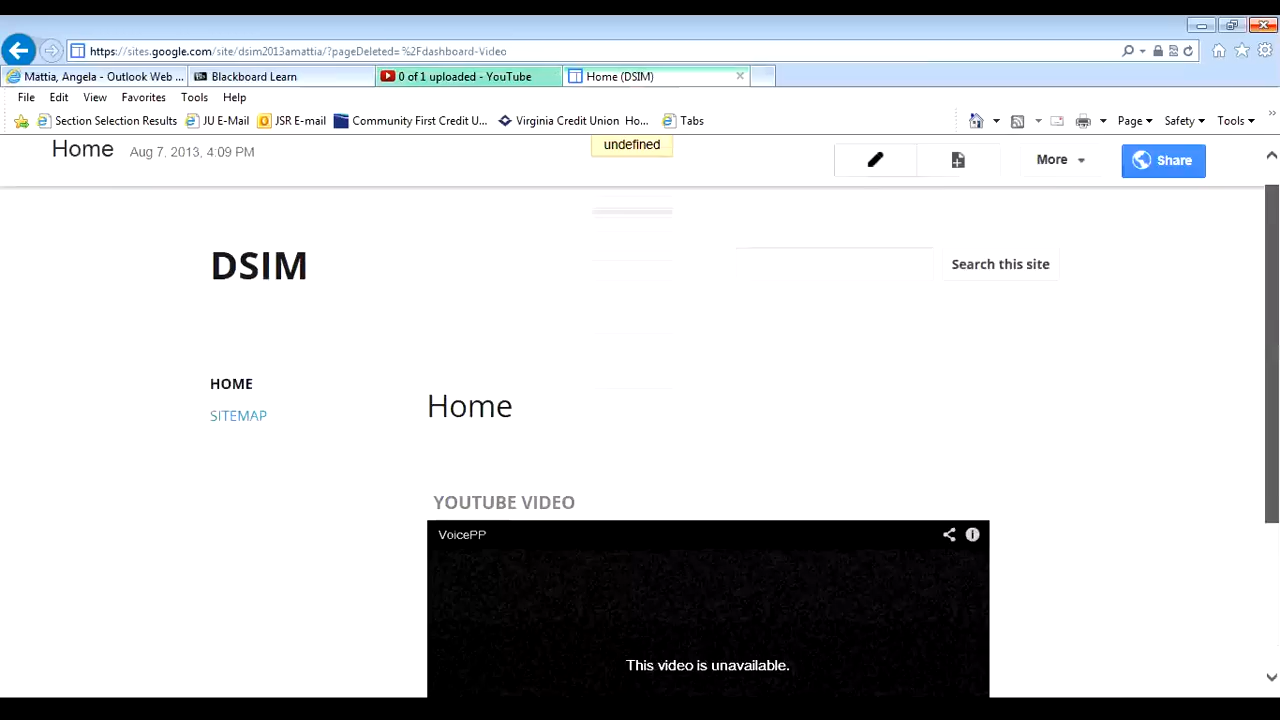 https://sites.google.com/site/dsim2013amattia/?pageDeleted=%2Fdashboard-Video
Mattia, Angela - Outlook Web ... Blackboard Learn 0 of 1 uploaded - YouTube Home (DSIM)
File Edit View Favorites Tools Help
Section Selection Results JU E-Mail JSR E-mail Community First Credit U... Virginia Credit Union Ho... Tabs Page Safety Tools
Home Aug 7, 2013, 4:09 PM undefined More Share
DSIM Search this site
HOME
SITEMAP
Home
YOUTUBE VIDEO
VoicePP
This video is unavailable.